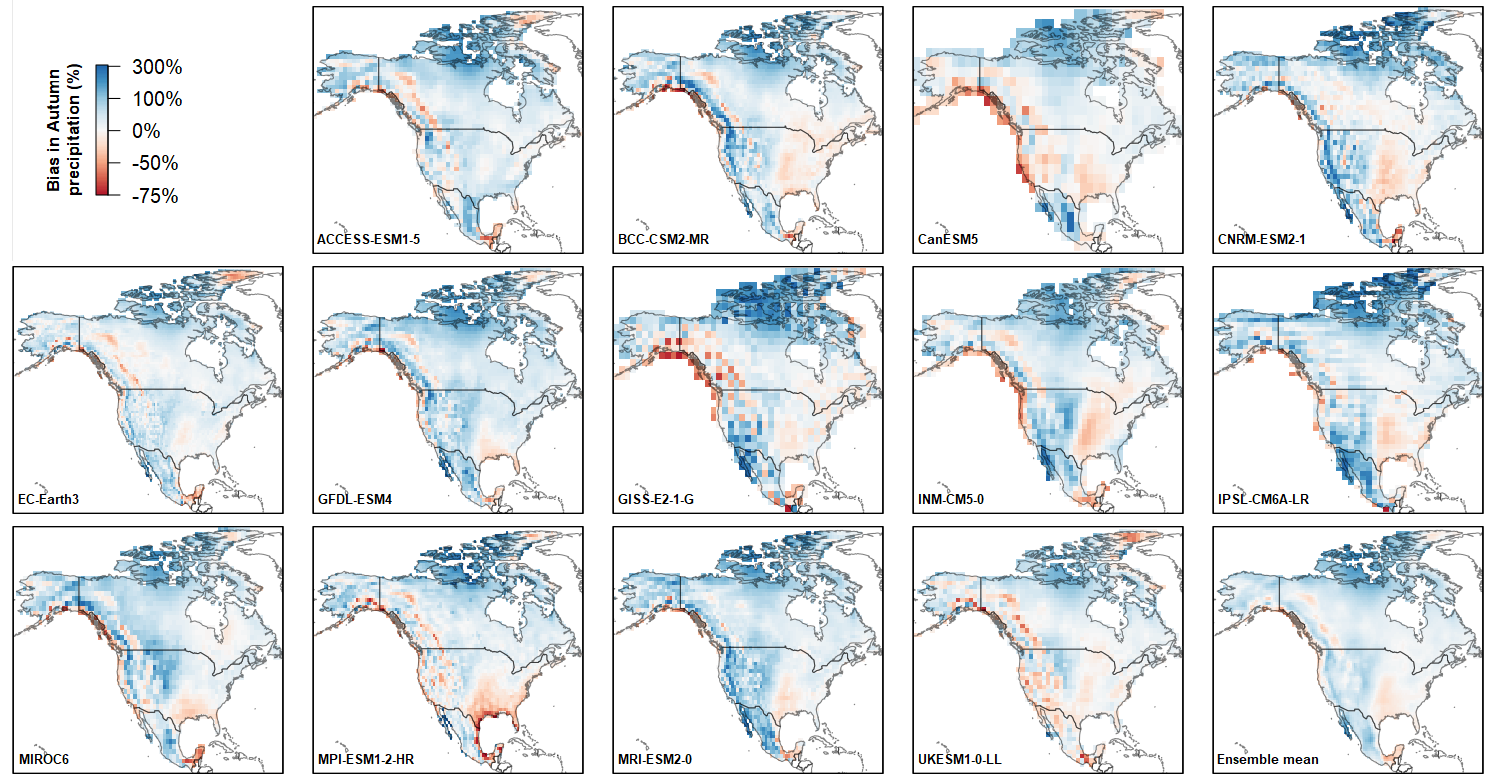 Bias in Autumn
precipitation (%)
300%
100%
0%
-50%
-75%
ACCESS-ESM1-5
BCC-CSM2-MR
CanESM5
CNRM-ESM2-1
EC-Earth3
GFDL-ESM4
GISS-E2-1-G
INM-CM5-0
IPSL-CM6A-LR
MIROC6
MPI-ESM1-2-HR
MRI-ESM2-0
UKESM1-0-LL
Ensemble mean